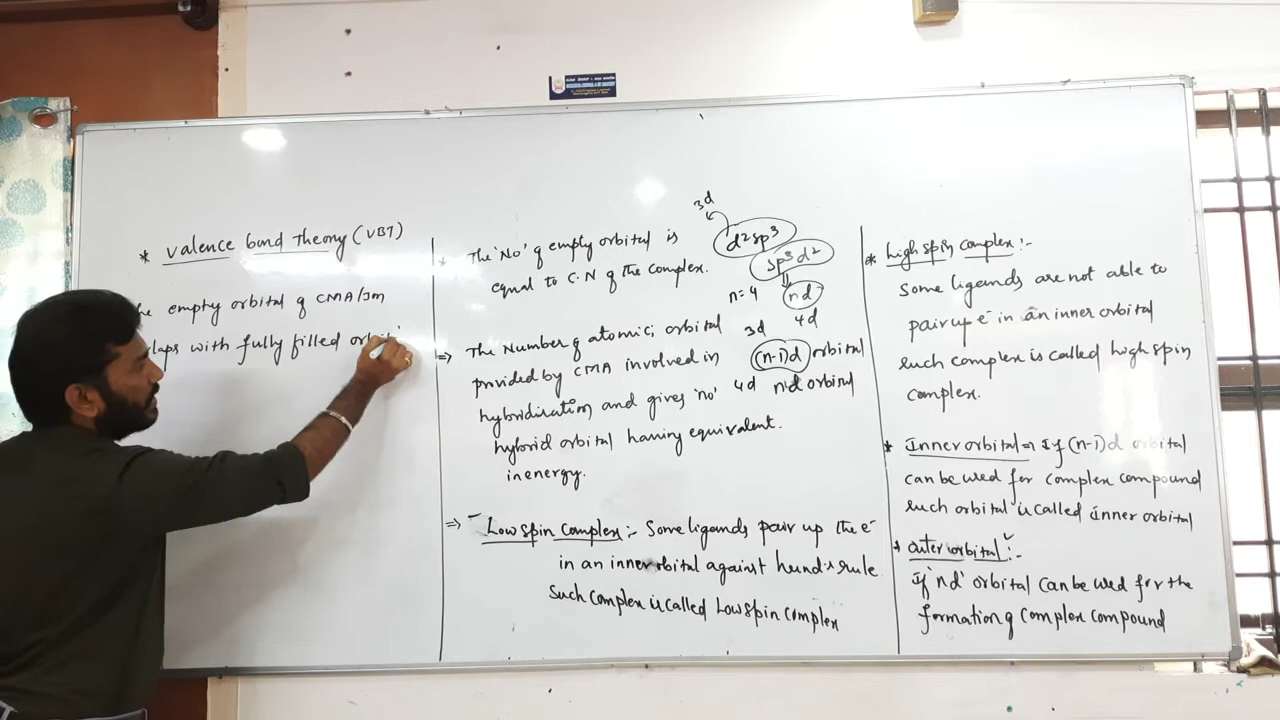 * Valence bond Theory (VBT)
he empty orbital of CMA/Im
laps with fully filled orbit
* The 'No' of empty orbital is
equal to C.N of the complex.
3d
d²sp³
sp³d²
n=4 nd
4d
=> The Number of atomic; orbital
provided by CMA involved in
hybridisation and gives 'no'
hybrid orbital having equivalent.
in energy.
3d
(n-1)d orbital
4d nd orbital
=> Low spin Complex:- Some ligands pair up the e⁻
in an inner orbital against hund's rule.
Such complex is called Low spin complex
* High spin complex:-
Some ligands are not able to
pair up e⁻ in an inner orbital
such complex is called high spin
complex.
* Inner orbital => If (n-1)d orbital
can be used for complex compound
such orbital is called inner orbital
* outer orbital:-
If 'nd' orbital can be used for the
formation of complex compound